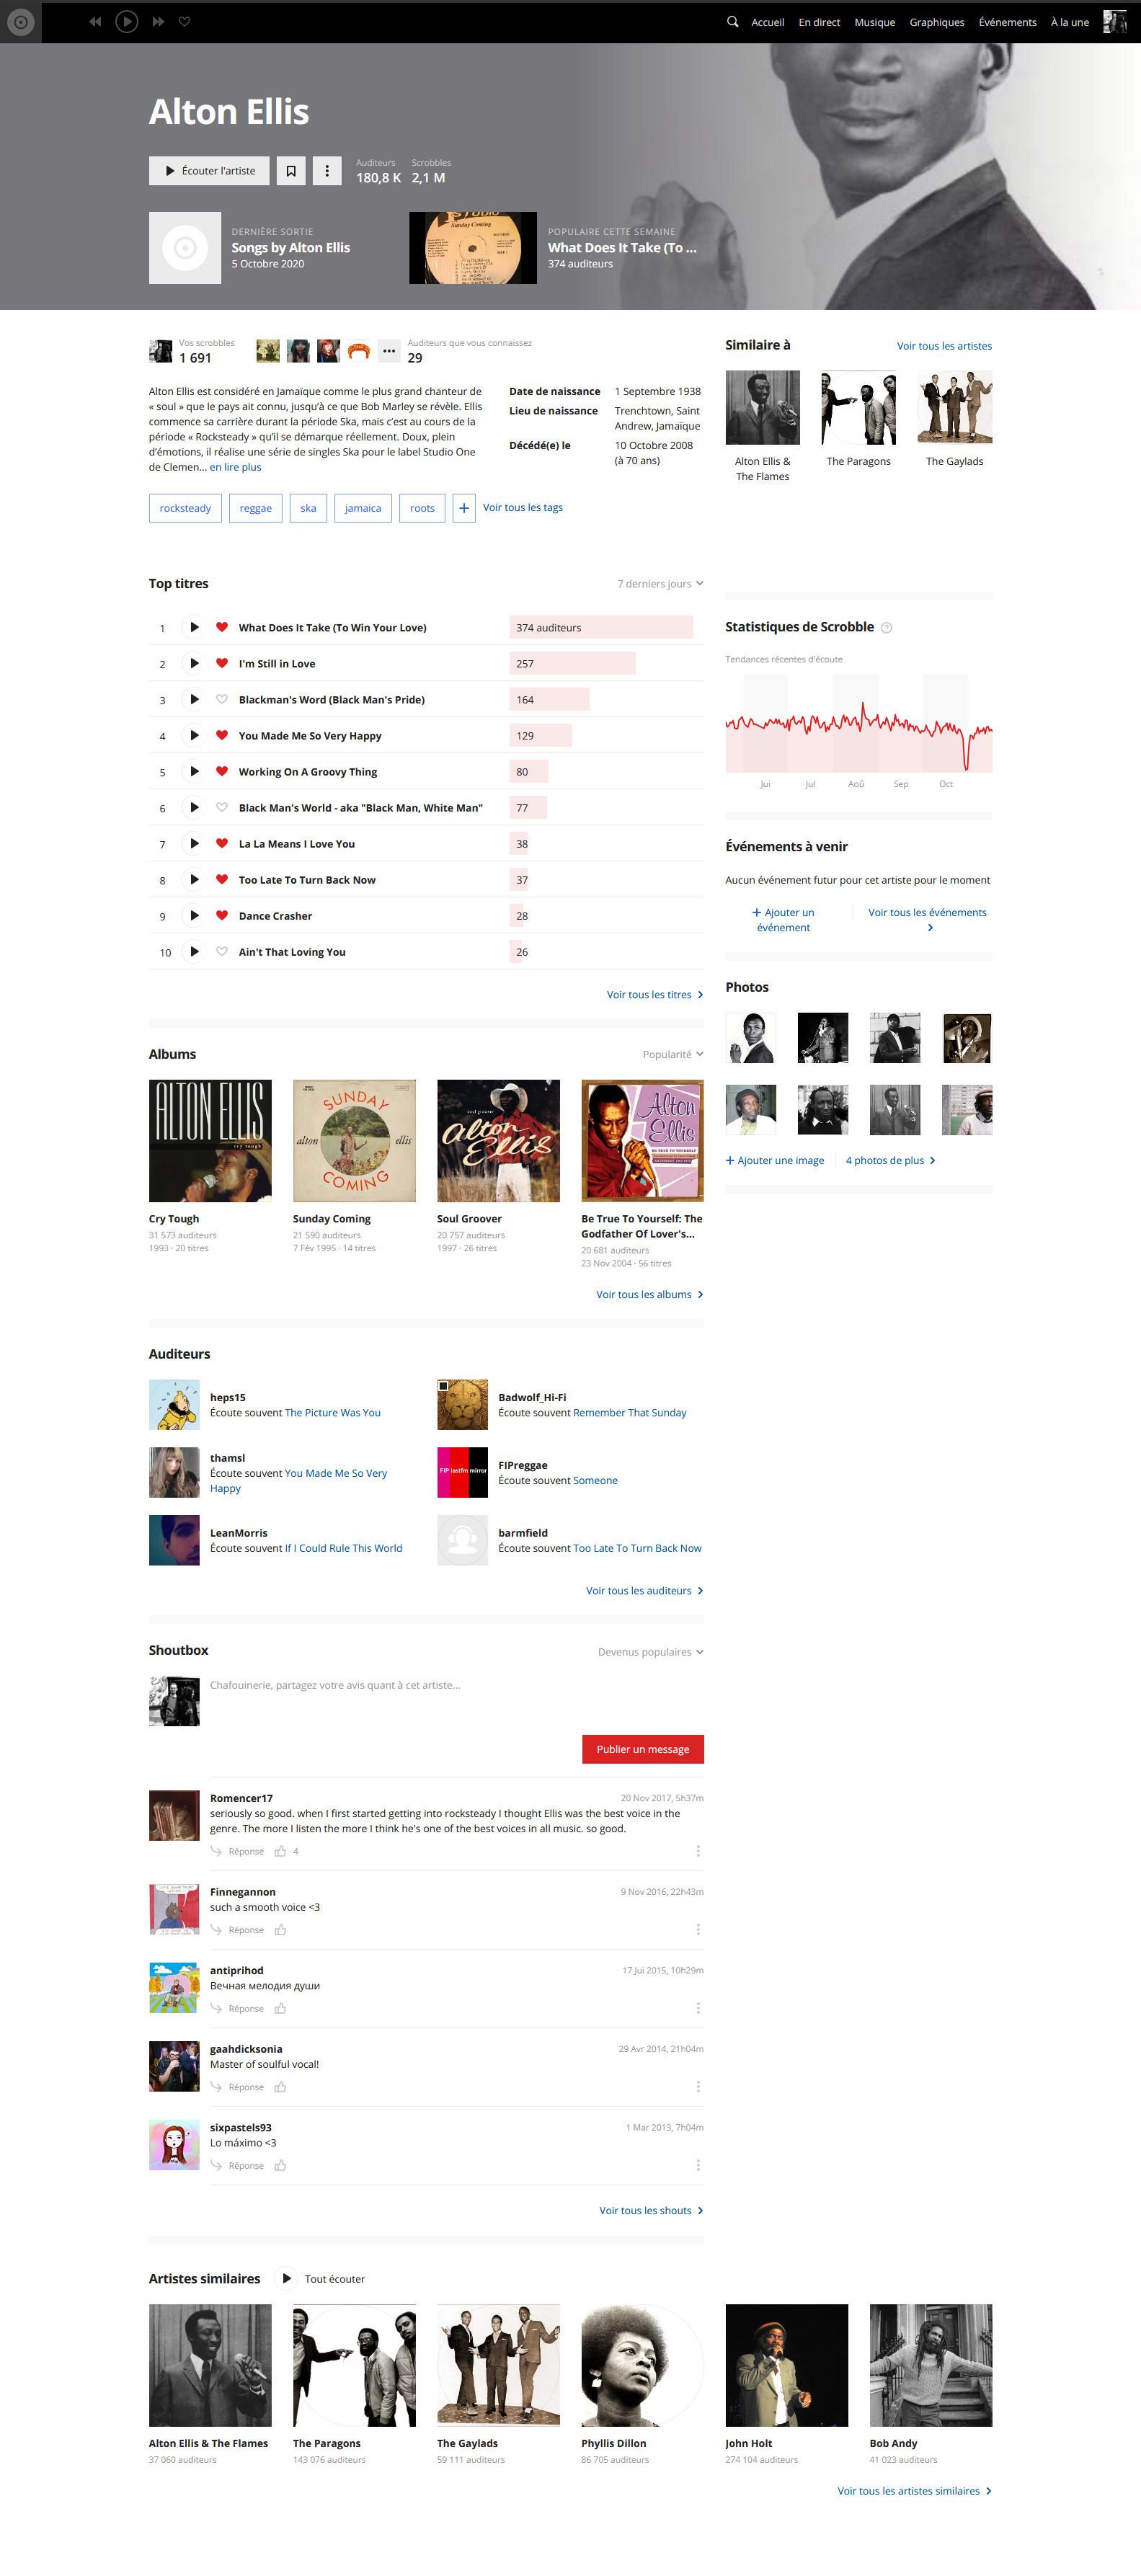 Accueil En direct Musique Graphiques Événements À la une
Alton Ellis
Écouter l'artiste
Auditeurs Scrobbles
180,8 K 2,1 M
DERNIÈRE SORTIE
Songs by Alton Ellis
5 Octobre 2020
STUDIO
Sunday Coming
POPULAIRE CETTE SEMAINE
What Does It Take (To ...
374 auditeurs
Vos scrobbles
1 691
Auditeurs que vous connaissez
29
Alton Ellis est considéré en Jamaïque comme le plus grand chanteur de
« soul » que le pays ait connu, jusqu'à ce que Bob Marley se révèle. Ellis
commence sa carrière durant la période Ska, mais c'est au cours de la
période « Rocksteady » qu'il se démarque réellement. Doux, plein
d'émotions, il réalise une série de singles Ska pour le label Studio One
de Clemen... en lire plus
Date de naissance 1 Septembre 1938
Lieu de naissance Trenchtown, Saint
Andrew, Jamaïque
Décédé(e) le 10 Octobre 2008
(à 70 ans)
rocksteady reggae ska jamaica roots + Voir tous les tags
Similaire à Voir tous les artistes
Alton Ellis &
The Flames
The Paragons
The Gaylads
Top titres 7 derniers jours
1 What Does It Take (To Win Your Love) 374 auditeurs
2 I'm Still in Love 257
3 Blackman's Word (Black Man's Pride) 164
4 You Made Me So Very Happy 129
5 Working On A Groovy Thing 80
6 Black Man's World - aka "Black Man, White Man" 77
7 La La Means I Love You 38
8 Too Late To Turn Back Now 37
9 Dance Crasher 28
10 Ain't That Loving You 26
Voir tous les titres
Statistiques de Scrobble ?
Tendances récentes d'écoute
Jui Jul Aoû Sep Oct
Événements à venir
Aucun événement futur pour cet artiste pour le moment
+ Ajouter un
événement
Voir tous les événements
Photos
+ Ajouter une image 4 photos de plus
Albums Popularité
ALTON ELLIS
cry tough
SUNDAY
alton ellis
COMING
soul groover
alton
Ellis
Alton
Ellis
BE TRUE TO YOURSELF
Cry Tough
31 573 auditeurs
1993 · 20 titres
Sunday Coming
21 590 auditeurs
7 Fév 1995 · 14 titres
Soul Groover
20 757 auditeurs
1997 · 26 titres
Be True To Yourself: The
Godfather Of Lover's...
20 681 auditeurs
23 Nov 2004 · 56 titres
Voir tous les albums
Auditeurs
heps15
Écoute souvent The Picture Was You
Badwolf_Hi-Fi
Écoute souvent Remember That Sunday
thamsl
Écoute souvent You Made Me So Very
Happy
FIP lastfm mirror
FIPreggae
Écoute souvent Someone
LeanMorris
Écoute souvent If I Could Rule This World
barmfield
Écoute souvent Too Late To Turn Back Now
Voir tous les auditeurs
Shoutbox Devenus populaires
Chafouinerie, partagez votre avis quant à cet artiste...
Publier un message
Romencer17 20 Nov 2017, 5h37m
seriously so good. when I first started getting into rocksteady I thought Ellis was the best voice in the
genre. The more I listen the more I think he's one of the best voices in all music. so good.
Réponse 4
Finnegannon 9 Nov 2016, 22h43m
such a smooth voice <3
Réponse
antiprihod 17 Jui 2015, 10h29m
Вечная мелодия души
Réponse
gaahdicksonia 29 Avr 2014, 21h04m
Master of soulful vocal!
Réponse
sixpastels93 1 Mar 2013, 7h04m
Lo máximo <3
Réponse
Voir tous les shouts
Artistes similaires Tout écouter
Alton Ellis & The Flames
37 060 auditeurs
The Paragons
143 076 auditeurs
The Gaylads
59 111 auditeurs
Phyllis Dillon
86 705 auditeurs
John Holt
274 104 auditeurs
Bob Andy
41 023 auditeurs
Voir tous les artistes similaires